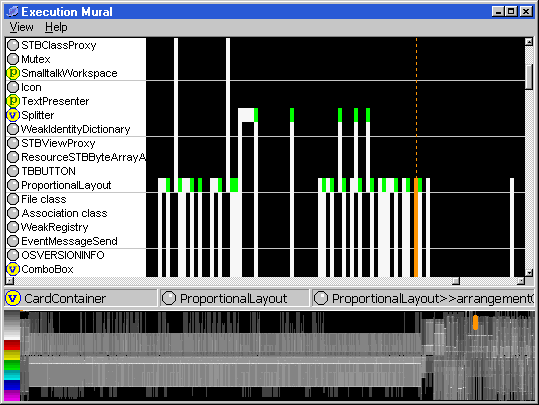 Execution Mural
View Help
STBClassProxy
Mutex
p SmalltalkWorkspace
Icon
p TextPresenter
v Splitter
WeakIdentityDictionary
STBViewProxy
ResourceSTBByteArrayA
TBBUTTON
ProportionalLayout
File class
Association class
WeakRegistry
EventMessageSend
OSVERSIONINFO
v ComboBox
v CardContainer ProportionalLayout ProportionalLayout>>arrangementO